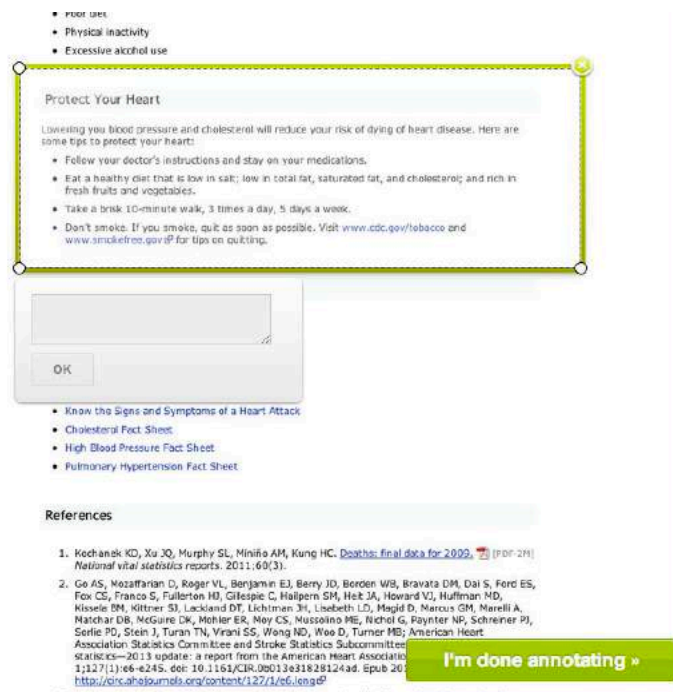 • Poor diet
• Physical inactivity
• Excessive alcohol use
Protect Your Heart
Lowering you blood pressure and cholesterol will reduce your risk of dying of heart disease. Here are
some tips to protect your heart:
• Follow your doctor's instructions and stay on your medications.
• Eat a healthy diet that is low in salt; low in total fat, saturated fat, and cholesterol; and rich in
fresh fruits and vegetables.
• Take a brisk 10-minute walk, 3 times a day, 5 days a week.
• Don't smoke. If you smoke, quit as soon as possible. Visit www.cdc.gov/tobacco and
www.smokefree.gov for tips on quitting.
OK
• Know the Signs and Symptoms of a Heart Attack
• Cholesterol Fact Sheet
• High Blood Pressure Fact Sheet
• Pulmonary Hypertension Fact Sheet
References
1. Kochanek KD, Xu JQ, Murphy SL, Miniño AM, Kung HC. Deaths: final data for 2009. [PDF-2M]
National vital statistics reports. 2011;60(3).
2. Go AS, Mozaffarian D, Roger VL, Benjamin EJ, Berry JD, Borden WB, Bravata DM, Dai S, Ford ES,
Fox CS, Franco S, Fullerton HJ, Gillespie C, Hailpern SM, Heit JA, Howard VJ, Huffman MD,
Kissela BM, Kittner SJ, Lackland DT, Lichtman JH, Lisabeth LD, Magid D, Marcus GM, Marelli A,
Matchar DB, McGuire DK, Mohler ER, Moy CS, Mussolino ME, Nichol G, Paynter NP, Schreiner PJ,
Sorlie PD, Stein J, Turan TN, Virani SS, Wong ND, Woo D, Turner MB; American Heart
Association Statistics Committee and Stroke Statistics Subcommittee
statistics—2013 update: a report from the American Heart Associatio
1;127(1):e6-e245. doi: 10.1161/CIR.0b013e31828124ad. Epub 201
http://circ.ahajournals.org/content/127/1/e6.long
I'm done annotating »